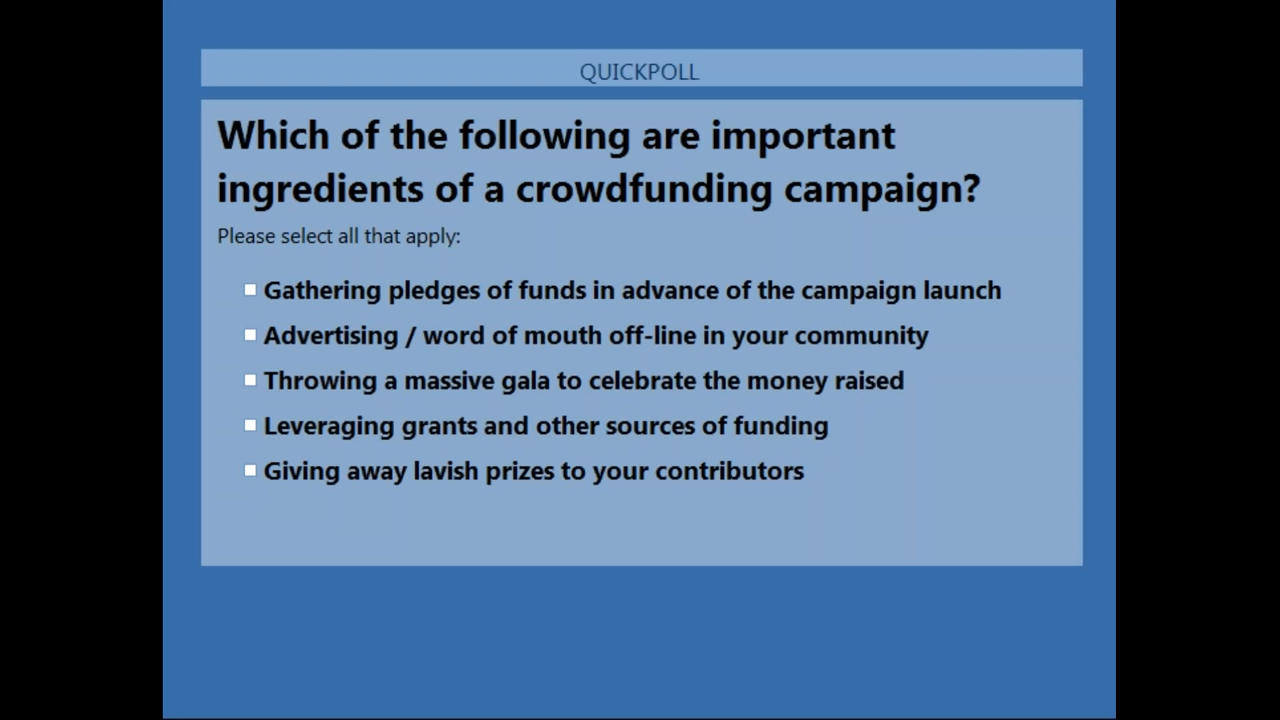 QUICKPOLL
Which of the following are important
ingredients of a crowdfunding campaign?
Please select all that apply:
Gathering pledges of funds in advance of the campaign launch
Advertising / word of mouth off-line in your community
Throwing a massive gala to celebrate the money raised
Leveraging grants and other sources of funding
Giving away lavish prizes to your contributors